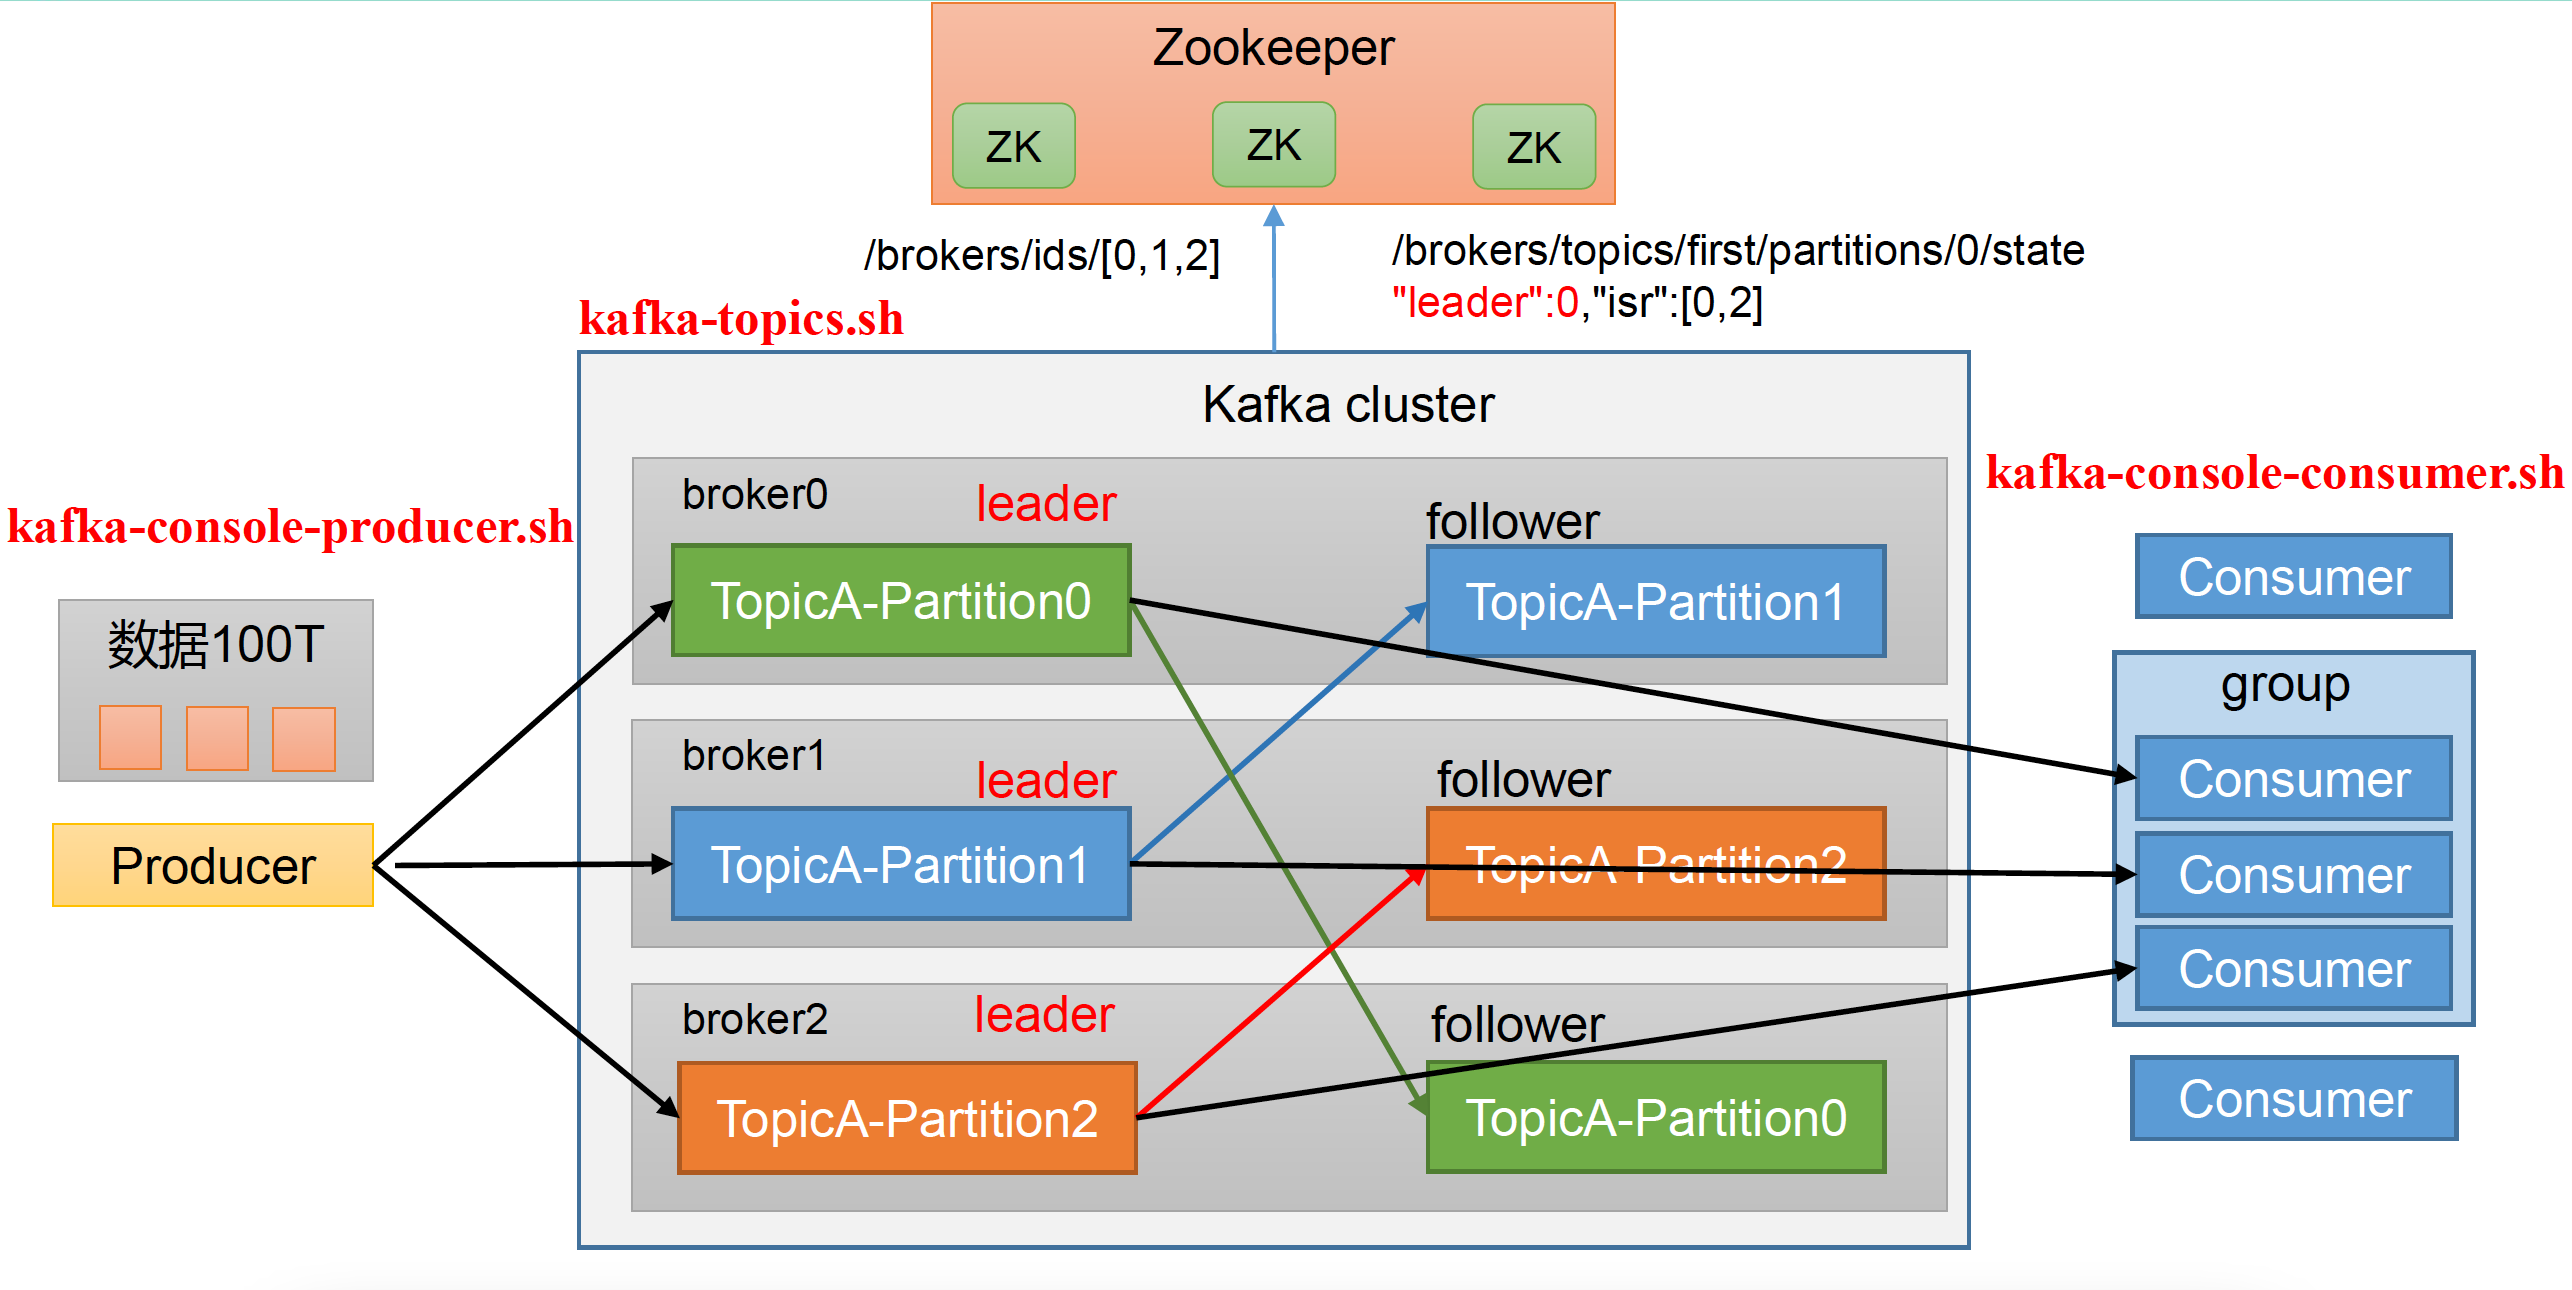 Zookeeper
ZK
ZK
ZK
/brokers/ids/[0,1,2]
/brokers/topics/first/partitions/0/state
"leader":0,"isr":[0,2]
kafka-topics.sh
Kafka cluster
kafka-console-producer.sh
数据100T
Producer
broker0
leader
follower
TopicA-Partition0
TopicA-Partition1
broker1
leader
follower
TopicA-Partition1
TopicA-Partition2
broker2
leader
follower
TopicA-Partition2
TopicA-Partition0
kafka-console-consumer.sh
Consumer
group
Consumer
Consumer
Consumer
Consumer